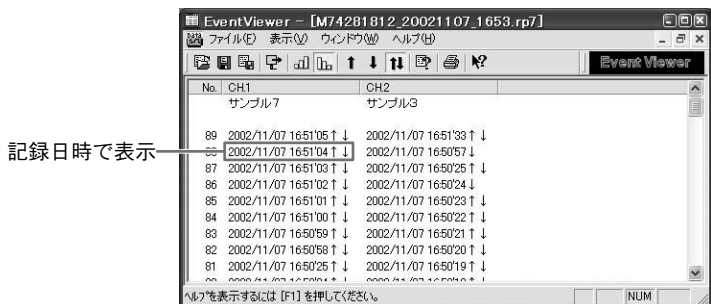 EventViewer - [M74281812_20021107_1653.rp7]
ファイル(F) 表示(V) ウィンドウ(W) ヘルプ(H)
Event Viewer
No. CH1 CH2
サンプル7 サンプル3
89 2002/11/07 16:51'05↑↓ 2002/11/07 16:51'33↑↓
記録日時で表示
2002/11/07 16:51'04↑↓ 2002/11/07 16:50'57↓
87 2002/11/07 16:51'03↑↓ 2002/11/07 16:50'25↑↓
86 2002/11/07 16:51'02↑↓ 2002/11/07 16:50'24↓
85 2002/11/07 16:51'01↑↓ 2002/11/07 16:50'23↑↓
84 2002/11/07 16:51'00↑↓ 2002/11/07 16:50'22↑↓
83 2002/11/07 16:50'59↑↓ 2002/11/07 16:50'21↑↓
82 2002/11/07 16:50'58↑↓ 2002/11/07 16:50'20↑↓
81 2002/11/07 16:50'25↑↓ 2002/11/07 16:50'19↑↓
ヘルプを表示するには [F1] を押してください。
NUM